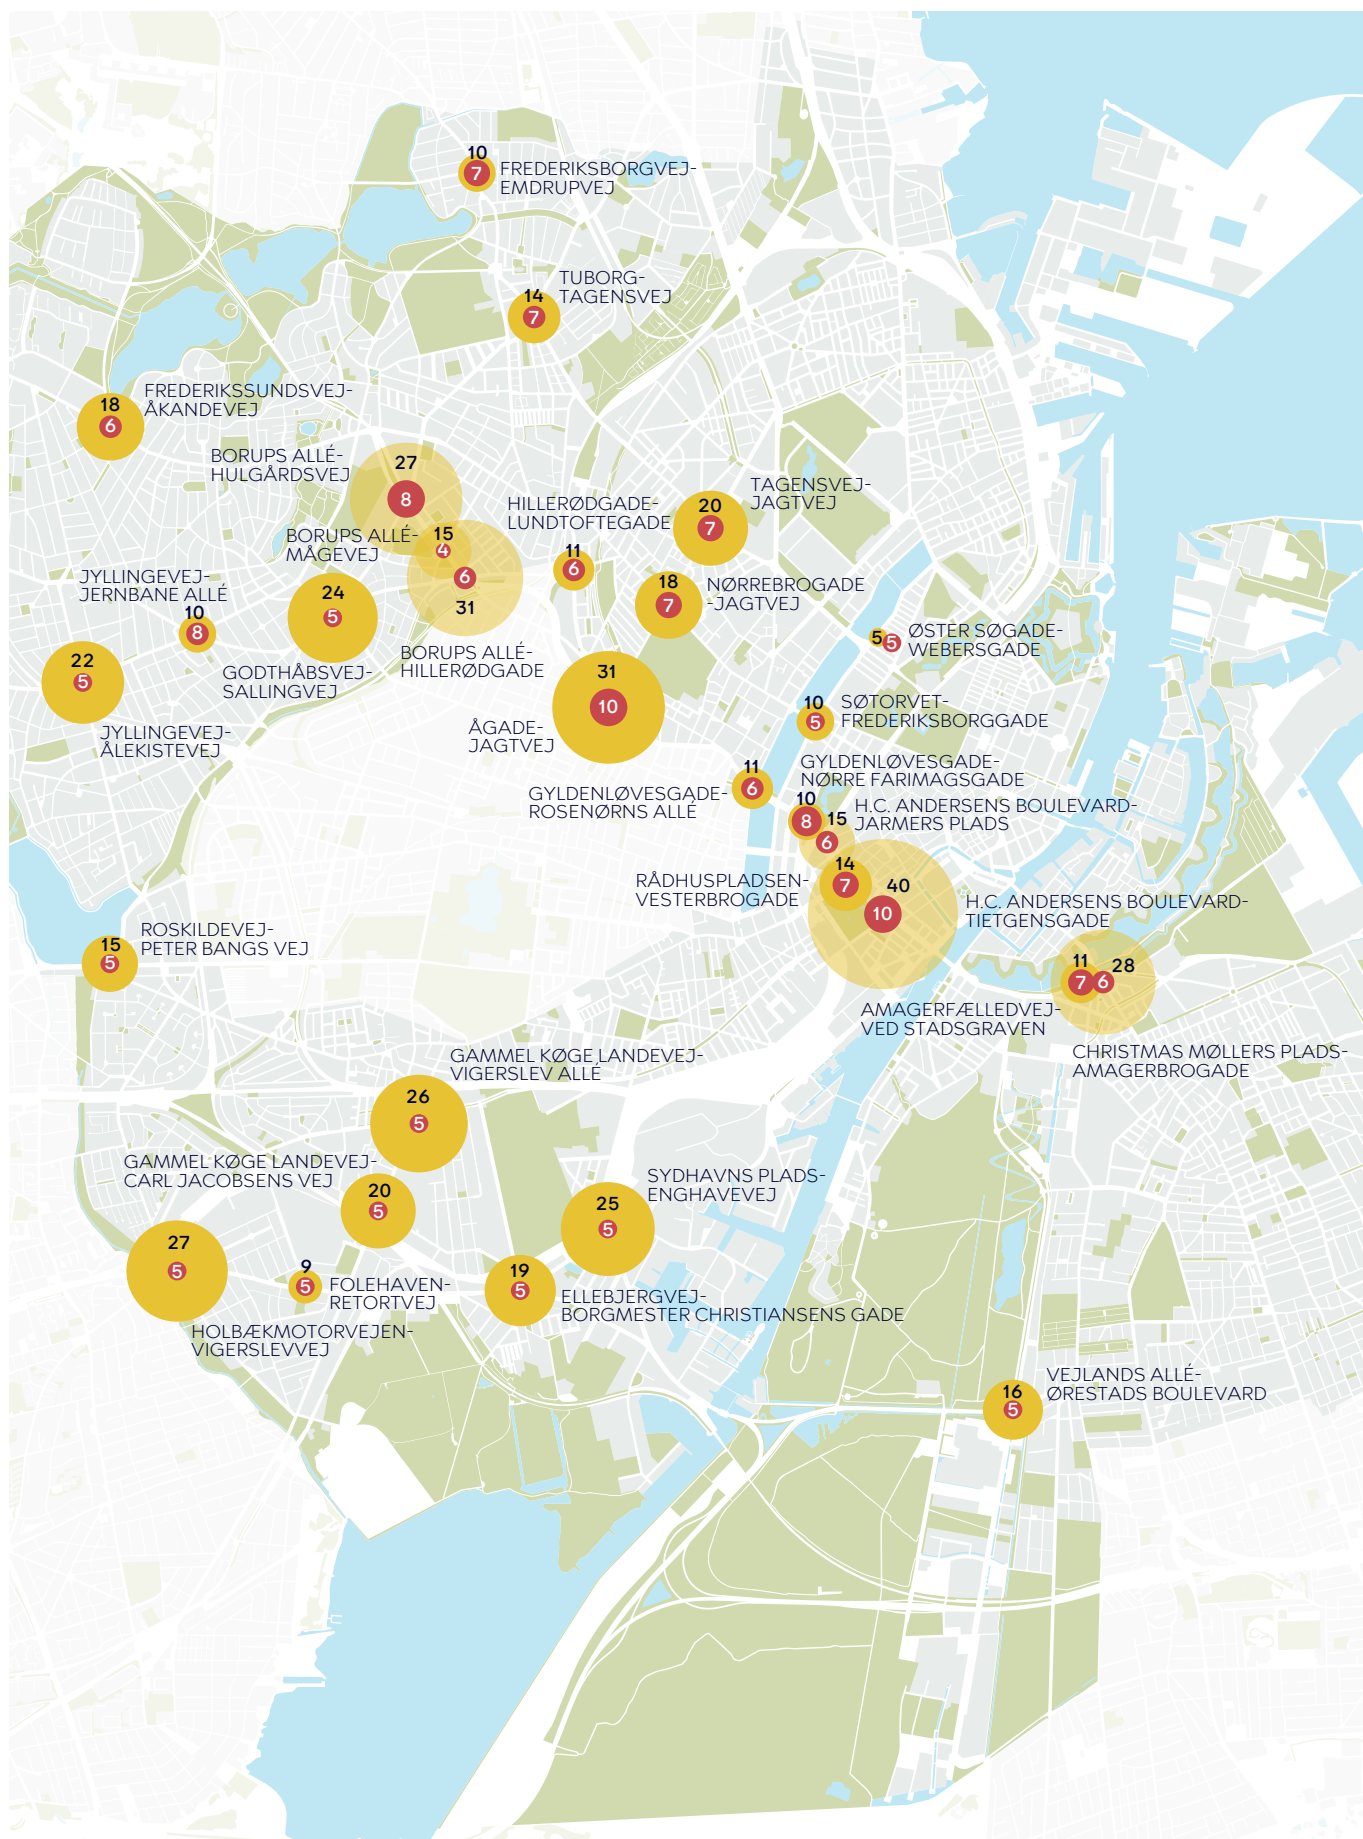 10
7
FREDERIKSBORGVEJ-
EMDRUPVEJ
TUBORG-
TAGENSVEJ
14
7
FREDERIKSSUNDSVEJ-
ÅKANDEVEJ
18
6
BORUPS ALLÉ-
HULGÅRDSVEJ
27
8
HILLERØDGADE-
LUNDTOFTEGADE
11
6
TAGENSVEJ-
JAGTVEJ
20
7
BORUPS ALLÉ-
MÅGEVEJ
15
4
JYLLINGEVEJ-
JERNBANE ALLÉ
10
8
24
5
GODTHÅBSVEJ-
SALLINGVEJ
6
31
BORUPS ALLÉ-
HILLERØDGADE
18
7
NØRREBROGADE
-JAGTVEJ
5
5
ØSTER SØGADE-
WEBERSGADE
22
5
JYLLINGEVEJ-
ÅLEKISTEVEJ
31
10
ÅGADE-
JAGTVEJ
10
5
SØTORVET-
FREDERIKSBORGGADE
11
6
GYLDENLØVESGADE-
ROSENØRNS ALLÉ
GYLDENLØVESGADE-
NØRRE FARIMAGSGADE
10
8
H.C. ANDERSENS BOULEVARD-
JARMERS PLADS
15
6
14
7
RÅDHUSPLADSEN-
VESTERBROGADE
40
10
H.C. ANDERSENS BOULEVARD-
TIETGENSGADE
ROSKILDEVEJ-
PETER BANGS VEJ
15
5
11
7
28
6
AMAGERFÆLLEDVEJ-
VED STADSGRAVEN
CHRISTMAS MØLLERS PLADS-
AMAGERBROGADE
GAMMEL KØGE LANDEVEJ-
VIGERSLEV ALLÉ
26
5
GAMMEL KØGE LANDEVEJ-
CARL JACOBSENS VEJ
20
5
SYDHAVNS PLADS-
ENGHAVEVEJ
25
5
27
5
HOLBÆKMOTORVEJEN-
VIGERSLEVVEJ
9
5
FOLEHAVEN-
RETORTVEJ
19
5
ELLEBJERGVEJ-
BORGMESTER CHRISTIANSENS GADE
VEJLANDS ALLÉ-
ØRESTADS BOULEVARD
16
5